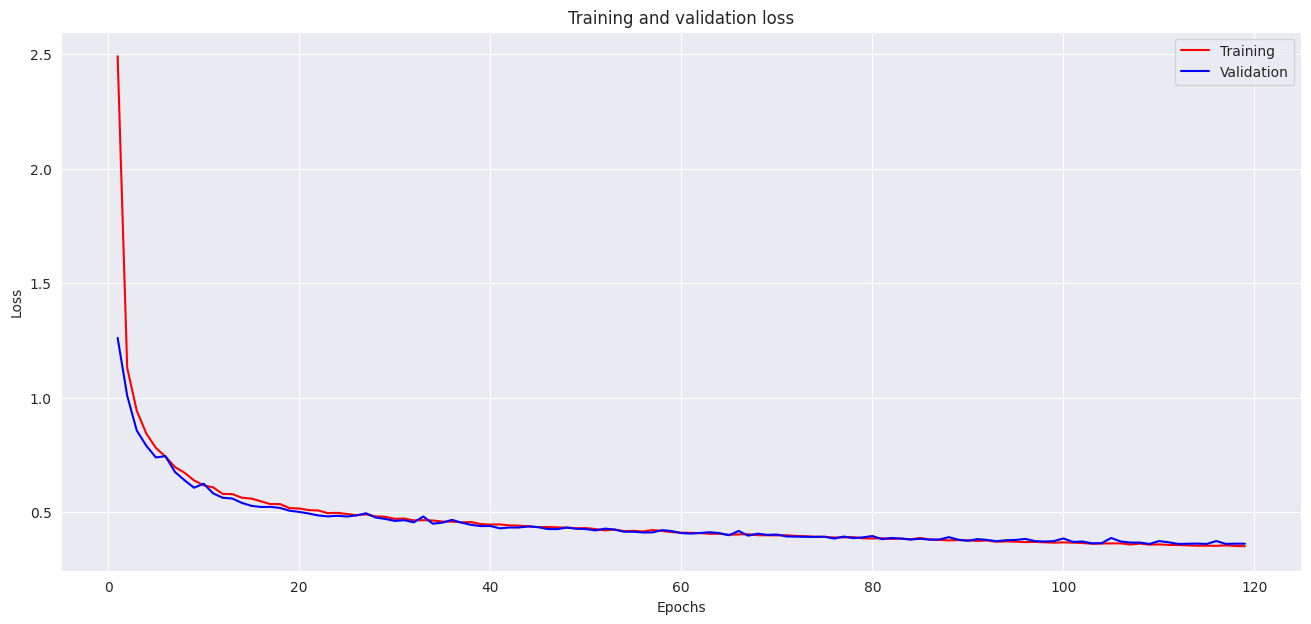 Training and validation loss
Training
Validation
2.5
2.0
1.5
1.0
0.5
Loss
0 20 40 60 80 100 120
Epochs